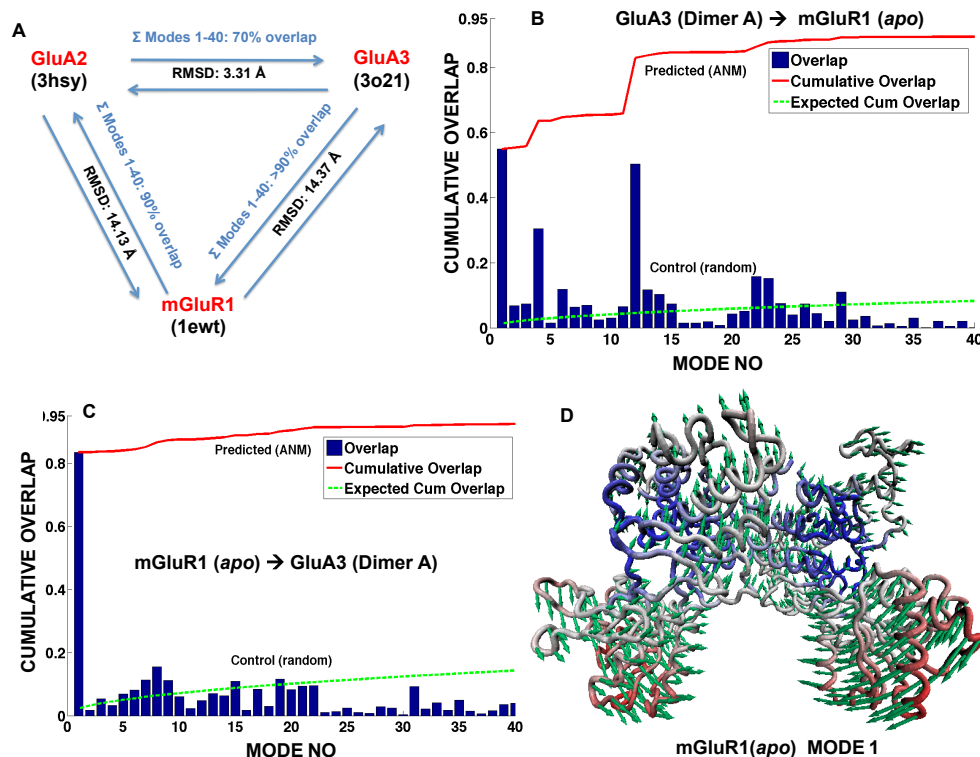 A
GluA2
(3hsy)
Σ Modes 1-40: 70% overlap
RMSD: 3.31 Å
GluA3
(3o21)
Σ Modes 1-40: 90% overlap
RMSD: 14.13 Å
Σ Modes 1-40: >90% overlap
RMSD: 14.37 Å
mGluR1
(1ewt)
B
GluA3 (Dimer A) → mGluR1 (apo)
CUMULATIVE OVERLAP
0.95
0.9
0.6
0.3
0
Predicted (ANM)
Overlap
Cumulative Overlap
Expected Cum Overlap
Control (random)
0 5 10 15 20 25 30 35 40
MODE NO
C
CUMULATIVE OVERLAP
0.95
0.8
0.6
0.4
0.2
0
Predicted (ANM)
Overlap
Cumulative Overlap
Expected Cum Overlap
mGluR1 (apo) → GluA3 (Dimer A)
Control (random)
0 5 10 15 20 25 30 35 40
MODE NO
D
mGluR1(apo) MODE 1